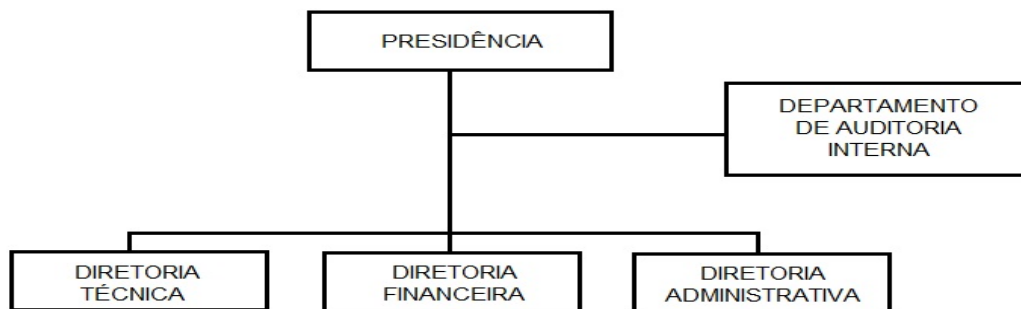 PRESIDÊNCIA
DEPARTAMENTO
DE AUDITORIA
INTERNA
DIRETORIA
TÉCNICA
DIRETORIA
FINANCEIRA
DIRETORIA
ADMINISTRATIVA